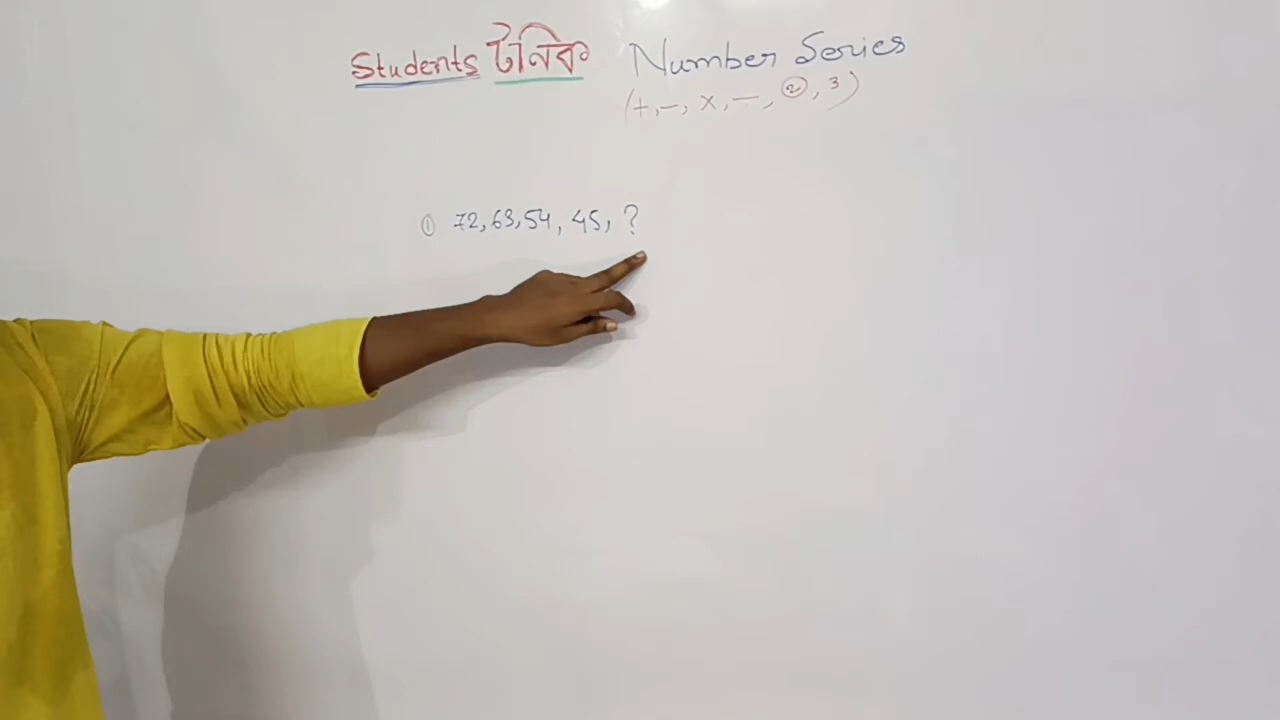 Students টনিক Number Series
(+, −, ×, −, ②, 3)
① 72, 63, 54, 45, ?